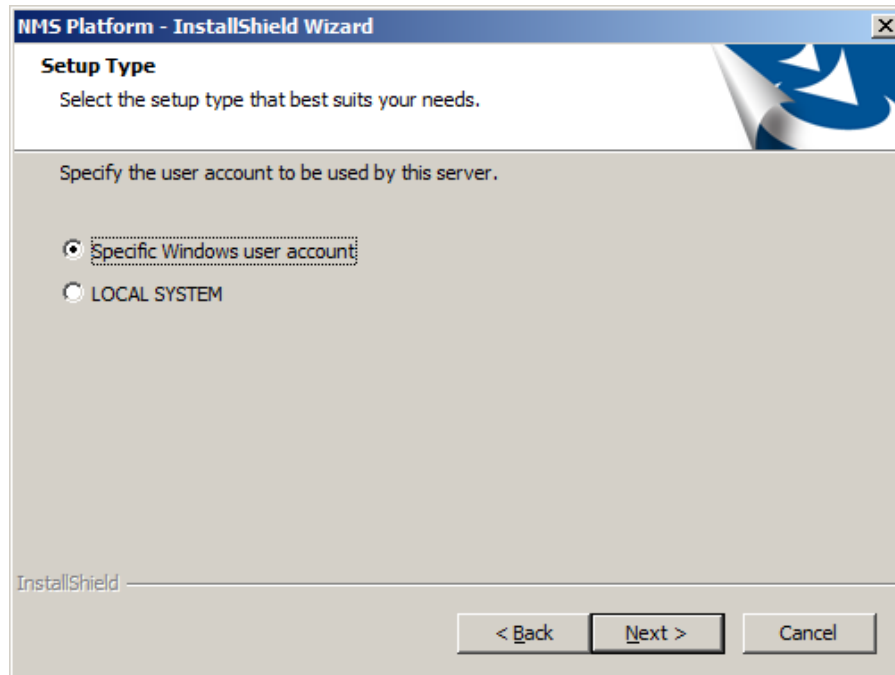 NMS Platform - InstallShield Wizard
Setup Type
Select the setup type that best suits your needs.
Specify the user account to be used by this server.
Specific Windows user account
LOCAL SYSTEM
InstallShield
< Back Next > Cancel